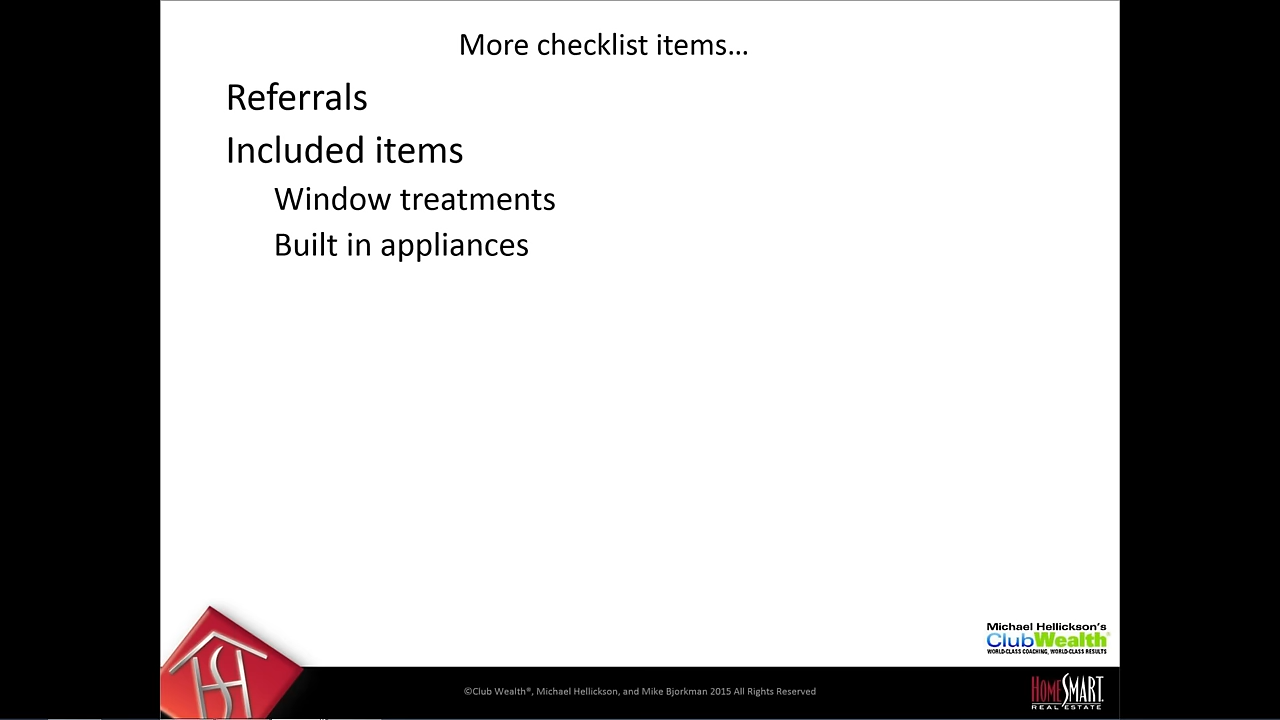 More checklist items…
Referrals
Included items
Window treatments
Built in appliances
Michael Hellickson's
ClubWealth®
WORLD-CLASS COACHING, WORLD-CLASS RESULTS
©Club Wealth®, Michael Hellickson, and Mike Bjorkman 2015 All Rights Reserved
HOMESMART
REAL ESTATE